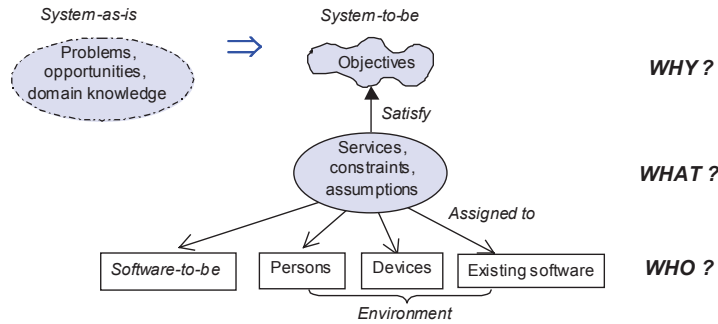 System-as-is
System-to-be
Problems,
opportunities,
domain knowledge
Objectives
WHY ?
Satisfy
Services,
constraints,
assumptions
WHAT ?
Assigned to
Software-to-be
Persons
Devices
Existing software
WHO ?
Environment